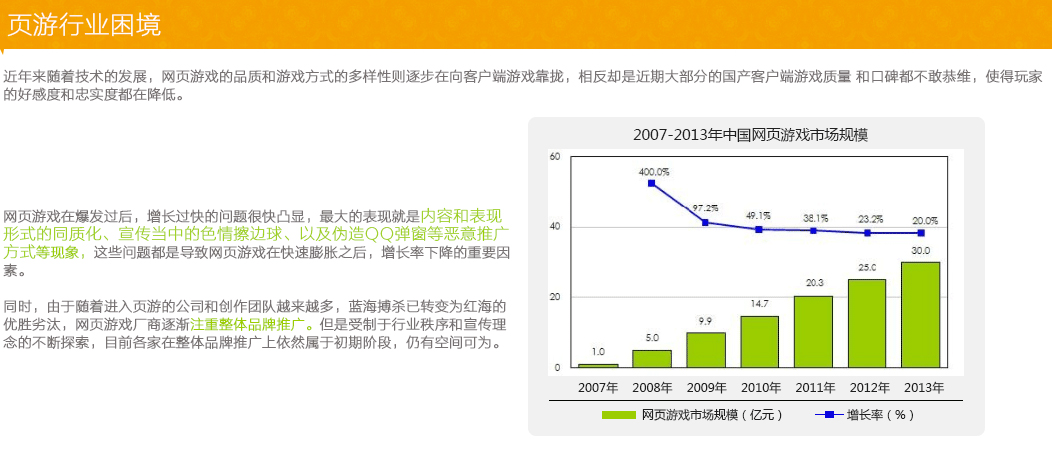 页游行业困境
近年来随着技术的发展，网页游戏的品质和游戏方式的多样性则逐步在向客户端游戏靠拢，相反却是近期大部分的国产客户端游戏质量 和口碑都不敢恭维，使得玩家
的好感度和忠实度都在降低。
网页游戏在爆发过后，增长过快的问题很快凸显，最大的表现就是内容和表现
形式的同质化、宣传当中的色情擦边球、以及伪造QQ弹窗等恶意推广
方式等现象，这些问题都是导致网页游戏在快速膨胀之后，增长率下降的重要因
素。
同时，由于随着进入页游的公司和创作团队越来越多，蓝海搏杀已转变为红海的
优胜劣汰，网页游戏厂商逐渐注重整体品牌推广。但是受制于行业秩序和宣传理
念的不断探索，目前各家在整体品牌推广上依然属于初期阶段，仍有空间可为。
2007-2013年中国网页游戏市场规模
60
400.0%
97.2%
49.1%
38.1%
23.2%
20.0%
40
30.0
25.0
20.3
20
14.7
9.9
5.0
1.0
0
2007年 2008年 2009年 2010年 2011年 2012年 2013年
网页游戏市场规模（亿元） 增长率（%）